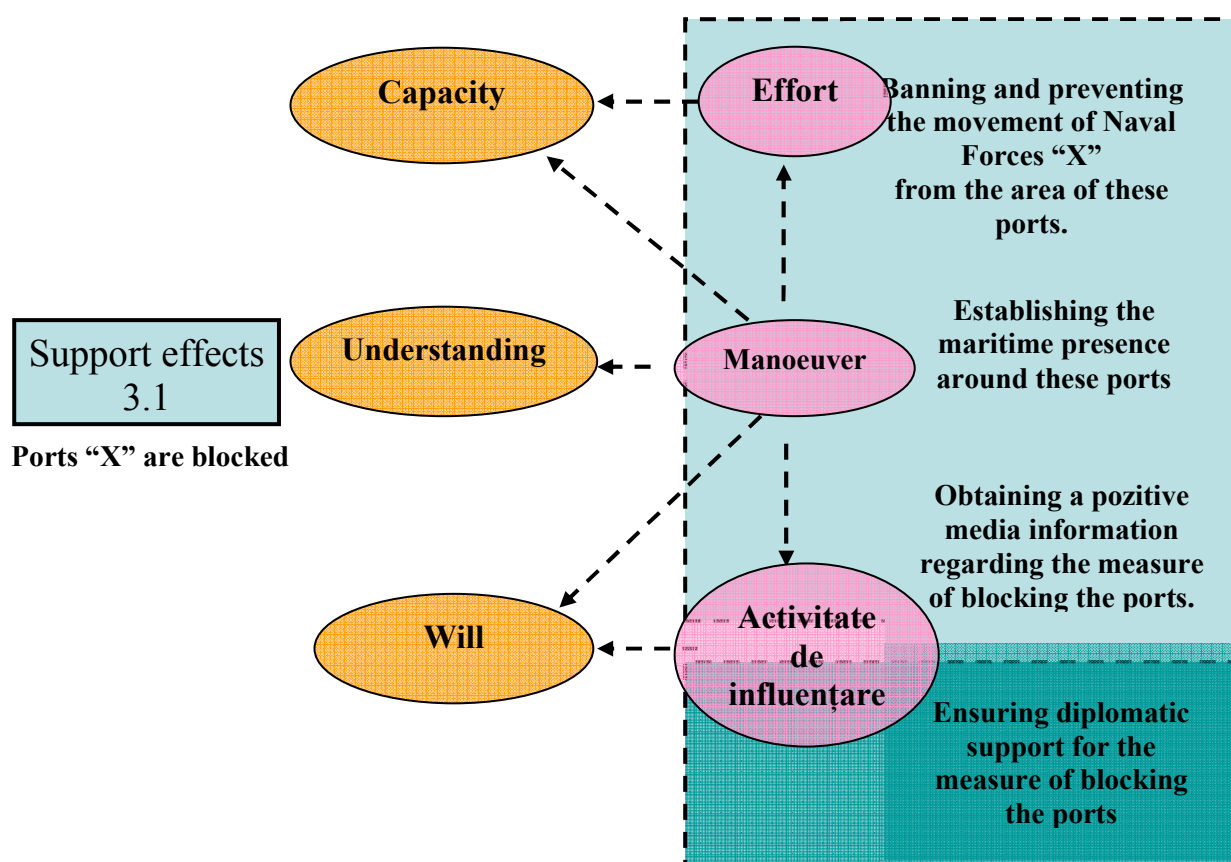 Capacity
Effort
Banning and preventing
the movement of Naval
Forces “X”
from the area of these
ports.
Support effects
3.1
Ports “X” are blocked
Understanding
Manoeuver
Establishing the
maritime presence
around these ports
Will
Activitate
de
influențare
Obtaining a pozitive
media information
regarding the measure
of blocking the ports.
Ensuring diplomatic
support for the
measure of blocking
the ports